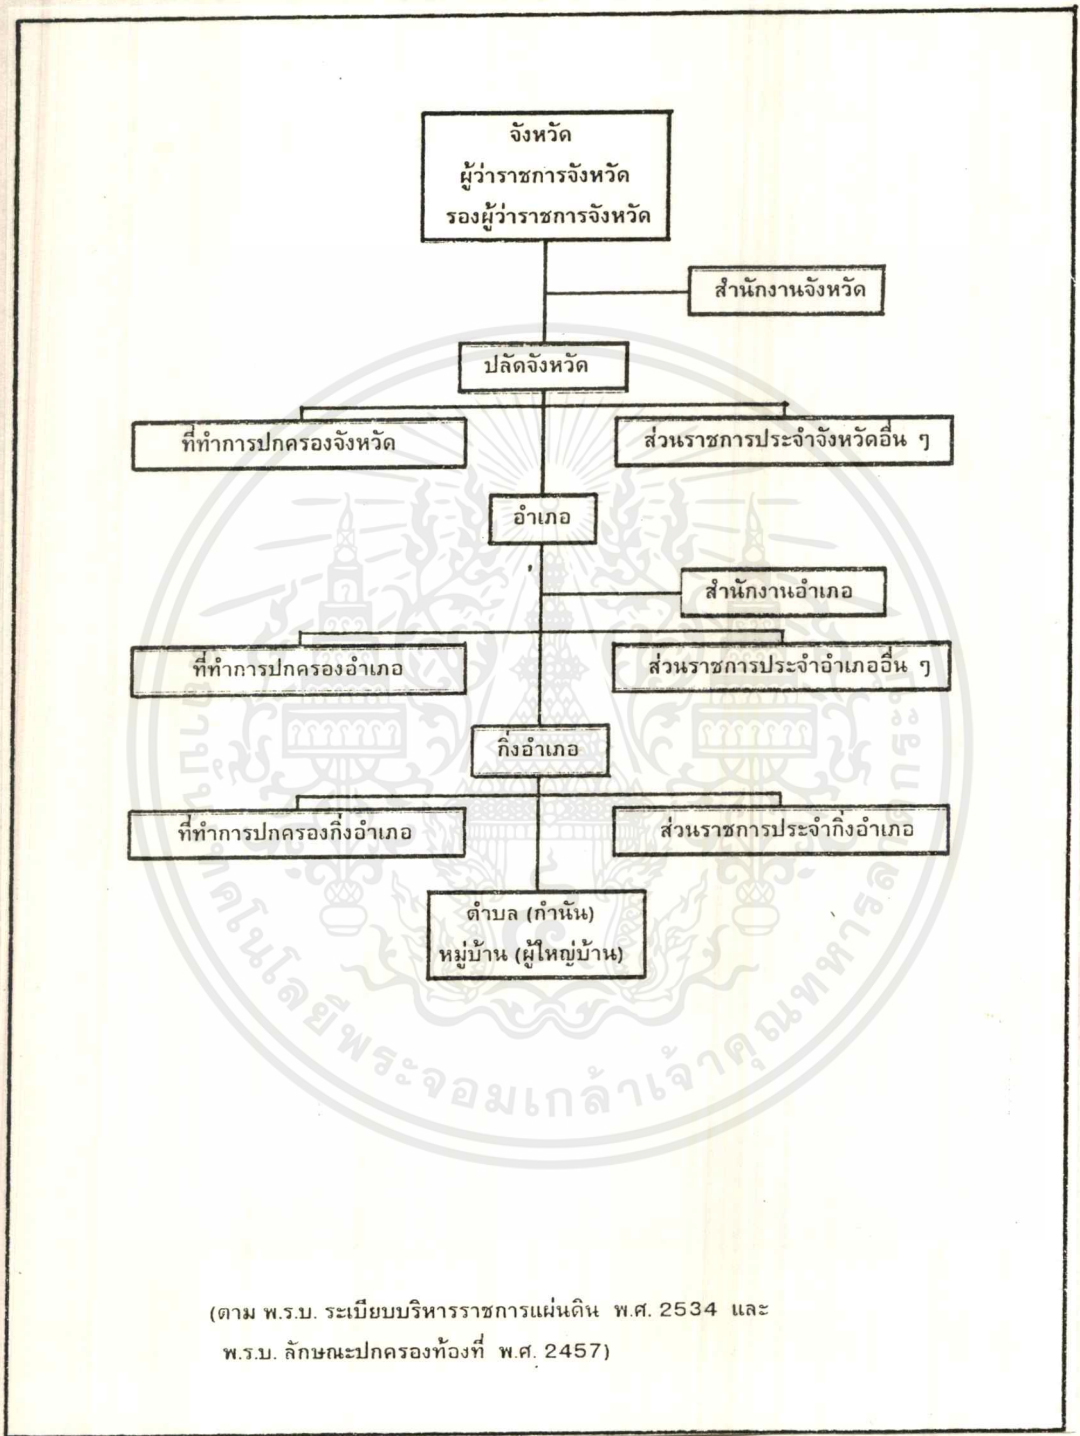 จังหวัด
ผู้ว่าราชการจังหวัด
รองผู้ว่าราชการจังหวัด
สำนักงานจังหวัด
ปลัดจังหวัด
ที่ทำการปกครองจังหวัด
ส่วนราชการประจำจังหวัดอื่น ๆ
อำเภอ
สำนักงานอำเภอ
ที่ทำการปกครองอำเภอ
ส่วนราชการประจำอำเภออื่น ๆ
กิ่งอำเภอ
ที่ทำการปกครองกิ่งอำเภอ
ส่วนราชการประจำกิ่งอำเภอ
ตำบล (กำนัน)
หมู่บ้าน (ผู้ใหญ่บ้าน)
(ตาม พ.ร.บ. ระเบียบบริหารราชการแผ่นดิน พ.ศ. 2534 และ
พ.ร.บ. ลักษณะปกครองท้องที่ พ.ศ. 2457)